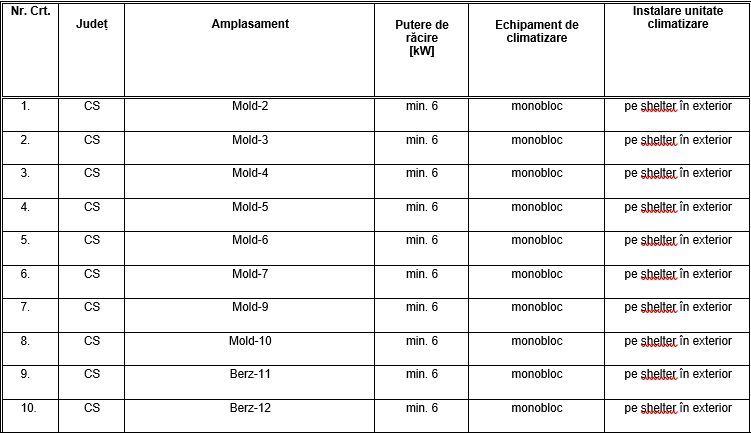 Nr. Crt. Județ Amplasament Putere de răcire [kW] Echipament de climatizare Instalare unitate climatizare
1. CS Mold-2 min. 6 monobloc pe shelter în exterior
2. CS Mold-3 min. 6 monobloc pe shelter în exterior
3. CS Mold-4 min. 6 monobloc pe shelter în exterior
4. CS Mold-5 min. 6 monobloc pe shelter în exterior
5. CS Mold-6 min. 6 monobloc pe shelter în exterior
6. CS Mold-7 min. 6 monobloc pe shelter în exterior
7. CS Mold-9 min. 6 monobloc pe shelter în exterior
8. CS Mold-10 min. 6 monobloc pe shelter în exterior
9. CS Berz-11 min. 6 monobloc pe shelter în exterior
10. CS Berz-12 min. 6 monobloc pe shelter în exterior